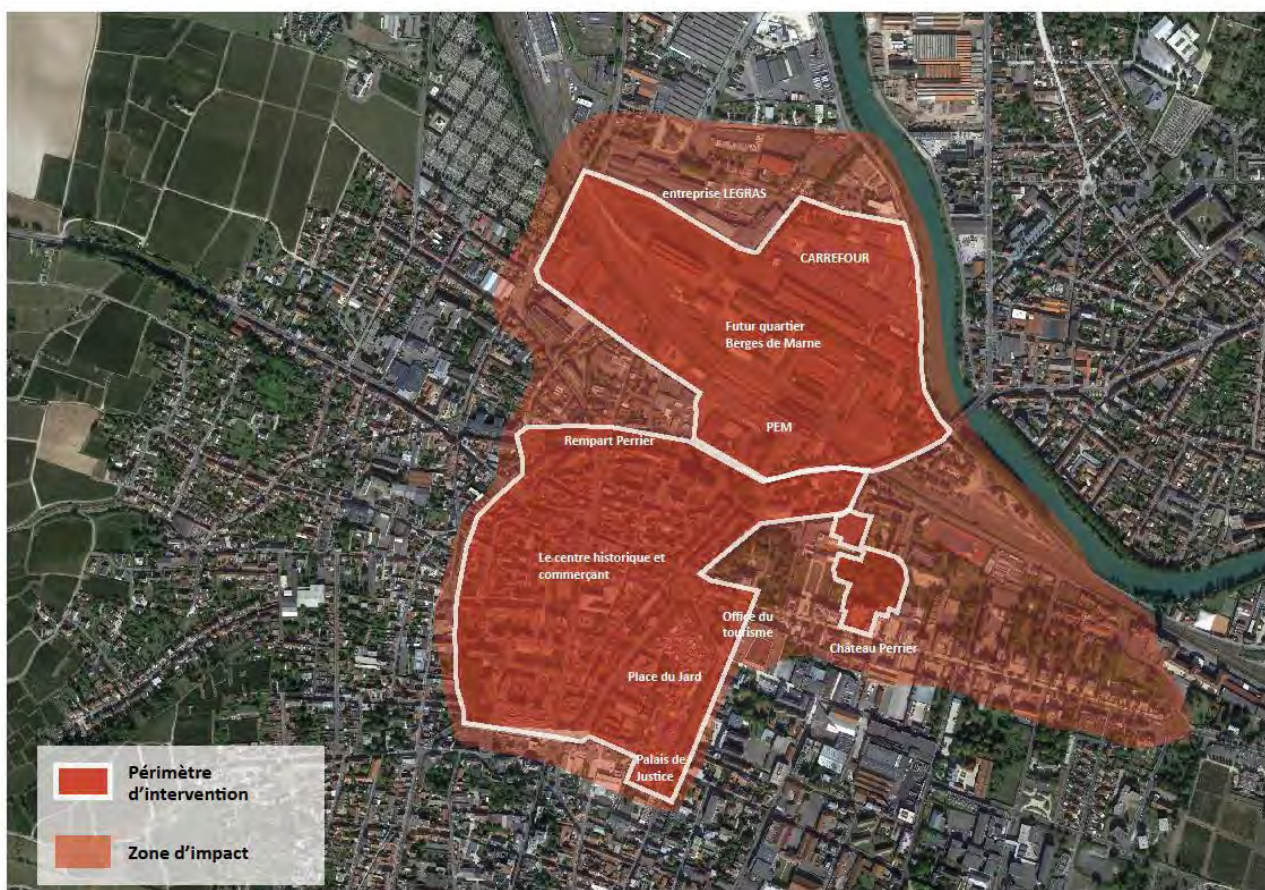 entreprise LEGRAS
CARREFOUR
Futur quartier
Berges de Marne
PEM
Rempart Perrier
Le centre historique et
commerçant
Office du
tourisme
Château Perrier
Place du Jard
Palais de
Justice
Périmètre
d'intervention
Zone d'impact